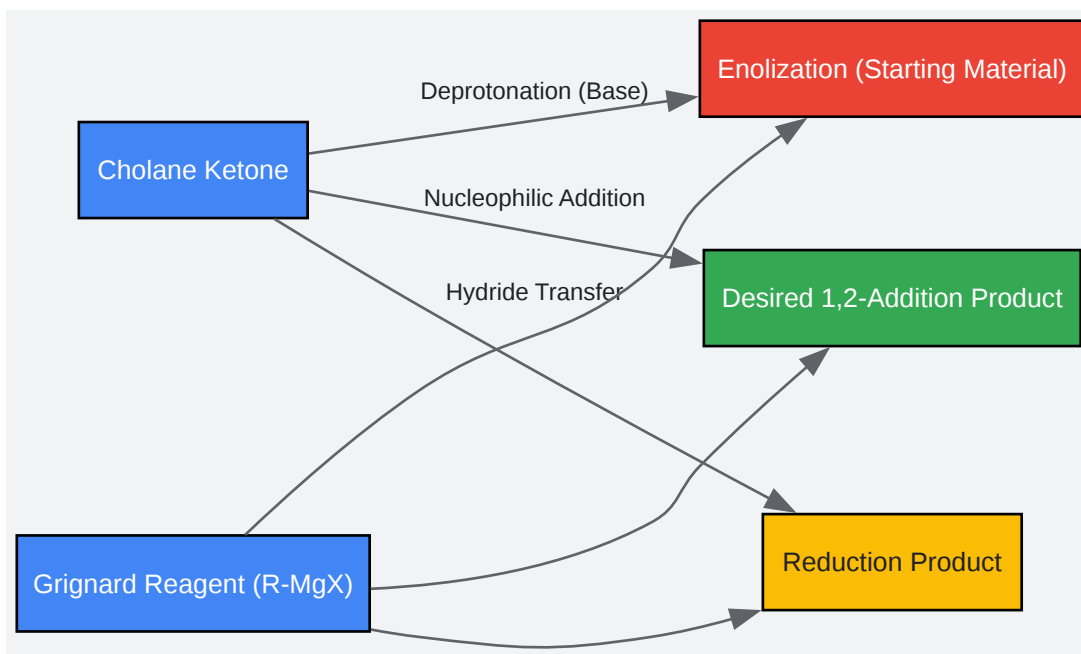 Enolization (Starting Material)
Deprotonation (Base)
Cholane Ketone
Nucleophilic Addition
Desired 1,2-Addition Product
Hydride Transfer
Reduction Product
Grignard Reagent (R-MgX)